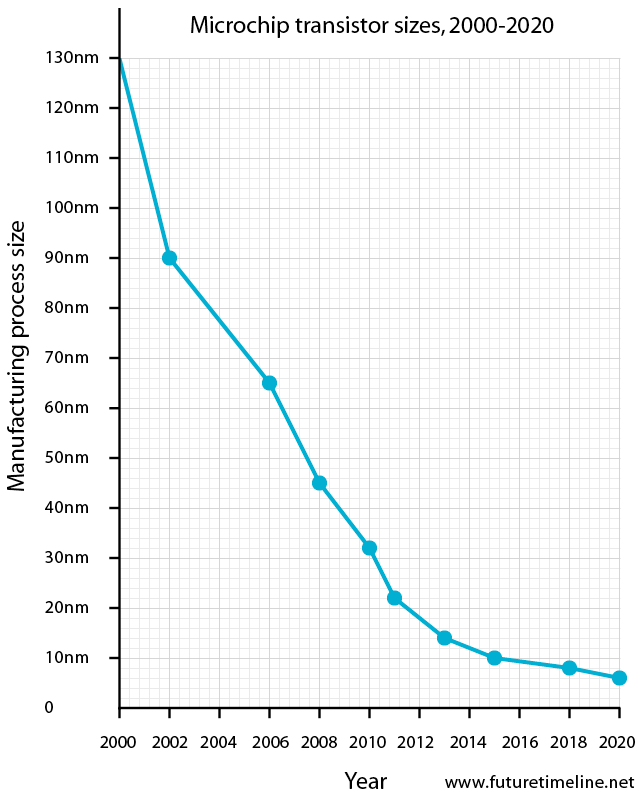 Microchip transistor sizes, 2000-2020
130nm
120nm
110nm
100nm
90nm
80nm
70nm
60nm
50nm
40nm
30nm
20nm
10nm
0
Manufacturing process size
2000 2002 2004 2006 2008 2010 2012 2014 2016 2018 2020
Year
www.futuretimeline.net